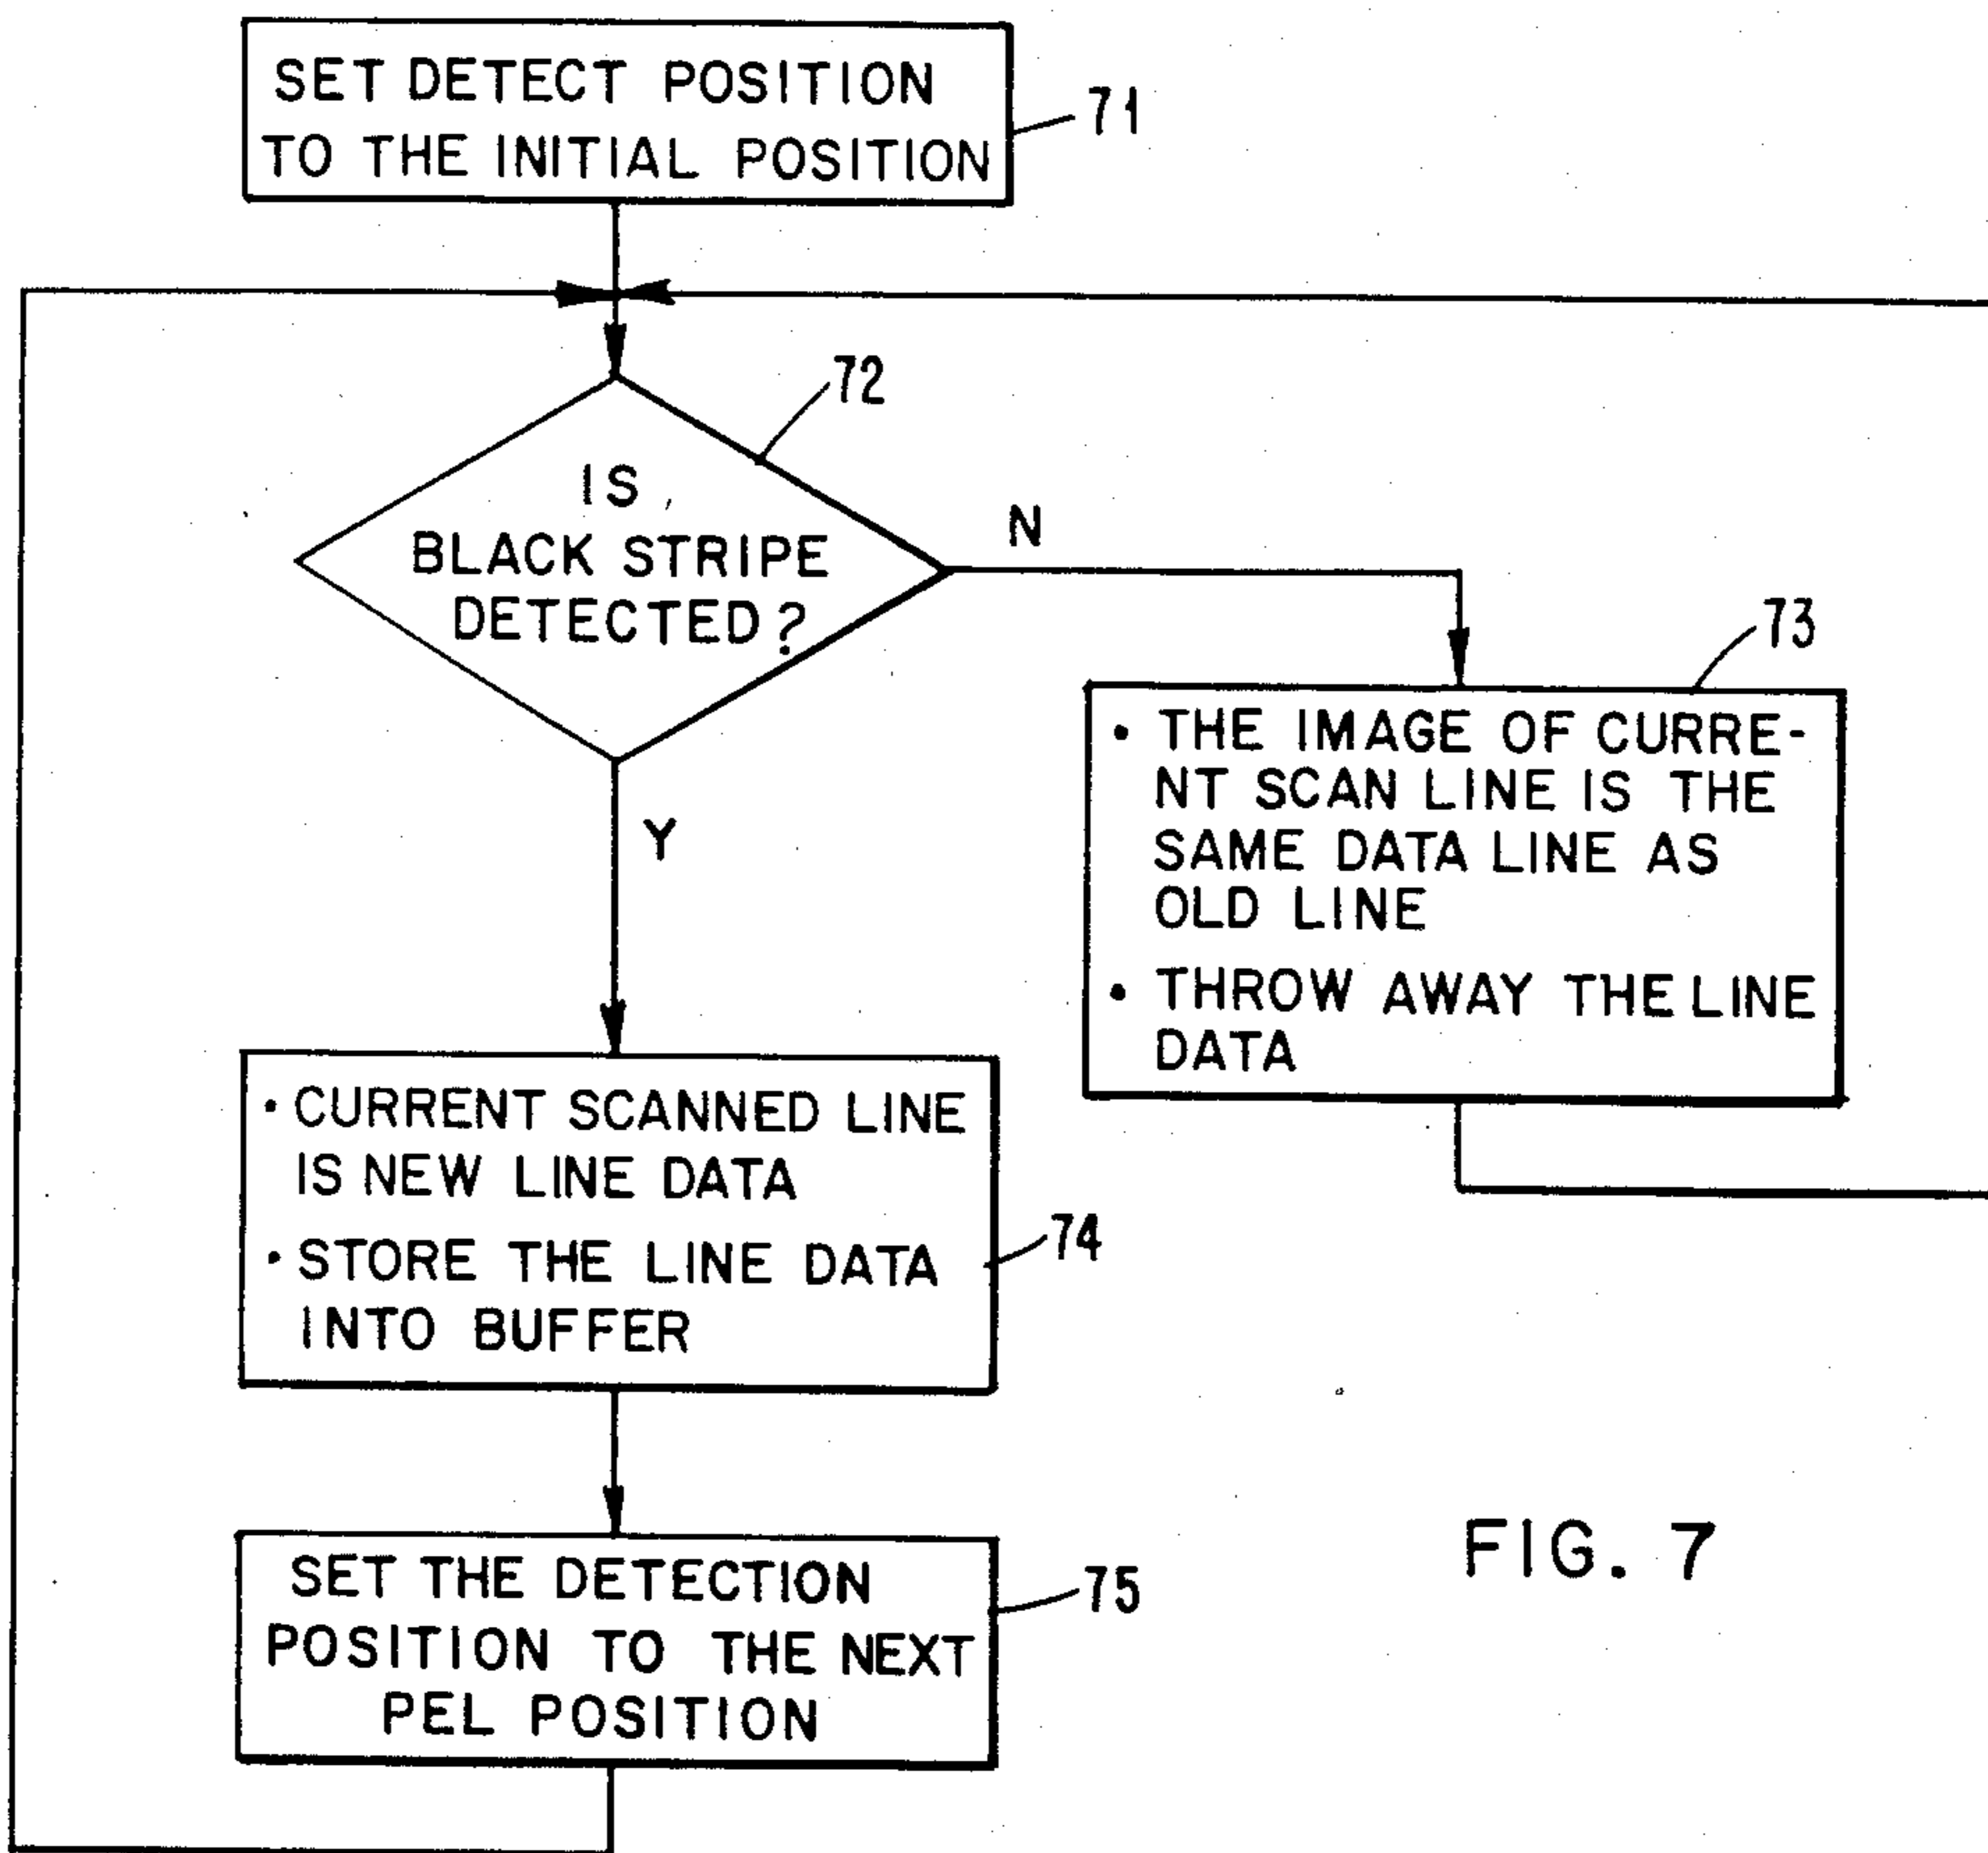 SET DETECT POSITION
TO THE INITIAL POSITION
71
72
IS
BLACK STRIPE
DETECTED?
N
Y
73
• THE IMAGE OF CURRE-
NT SCAN LINE IS THE
SAME DATA LINE AS
OLD LINE
• THROW AWAY THE LINE
DATA
• CURRENT SCANNED LINE
IS NEW LINE DATA
• STORE THE LINE DATA
INTO BUFFER
74
SET THE DETECTION
POSITION TO THE NEXT
PEL POSITION
75
FIG. 7